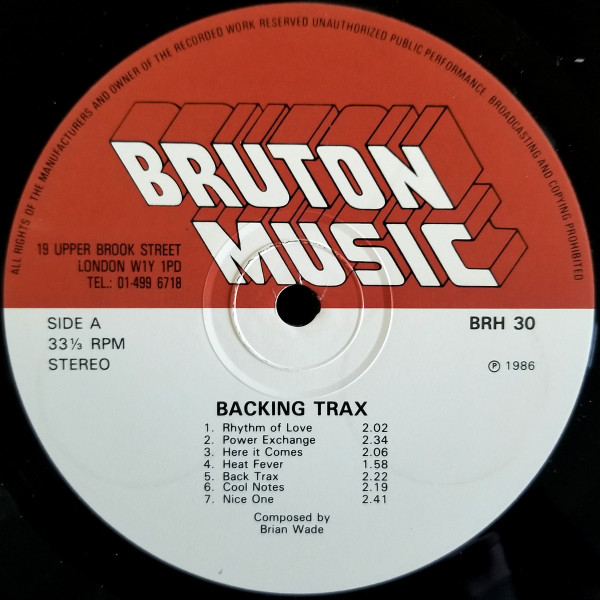 ALL RIGHTS OF THE MANUFACTURERS AND OWNER OF THE RECORDED WORK RESERVED UNAUTHORIZED PUBLIC PERFORMANCE BROADCASTING AND COPYING PROHIBITED
BRUTON
MUSIC
19 UPPER BROOK STREET
LONDON W1Y 1PD
TEL.: 01-499 6718
SIDE A
33⅓ RPM
STEREO
BRH 30
℗ 1986
BACKING TRAX
1. Rhythm of Love 2.02
2. Power Exchange 2.34
3. Here it Comes 2.06
4. Heat Fever 1.58
5. Back Trax 2.22
6. Cool Notes 2.19
7. Nice One 2.41
Composed by
Brian Wade